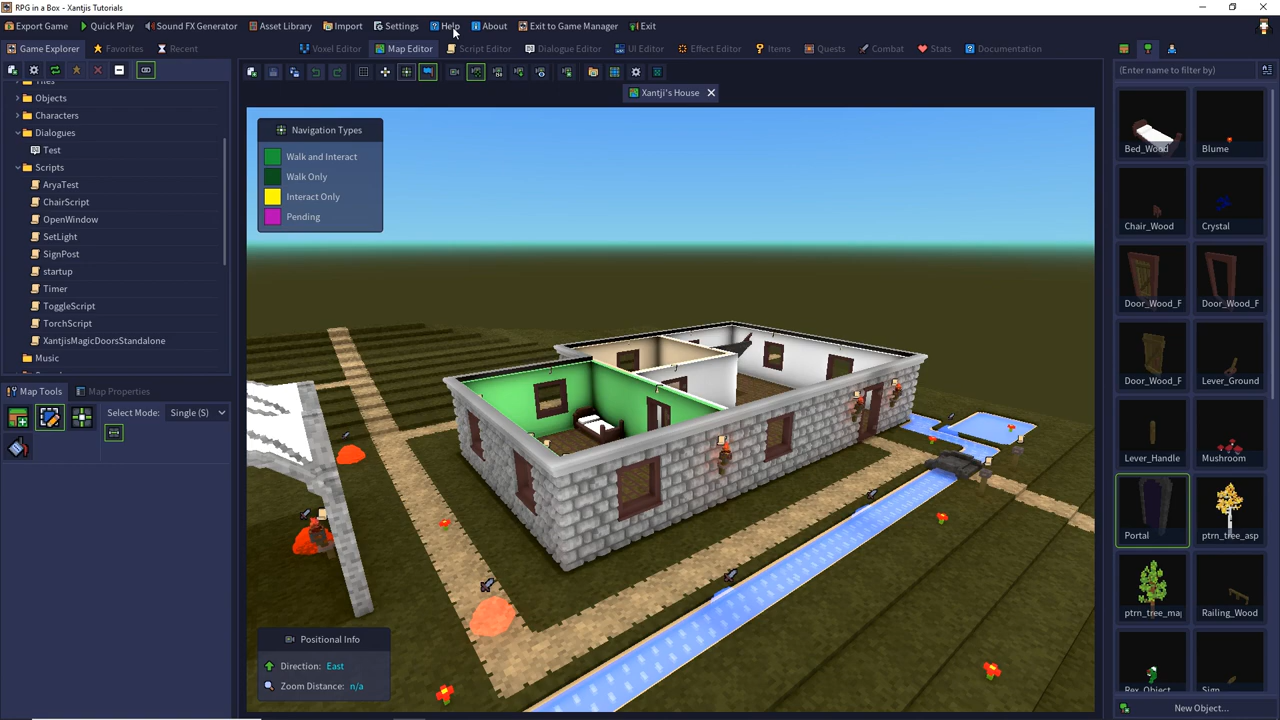 RPG in a Box - Xantjis Tutorials
Export Game Quick Play Sound FX Generator Asset Library Import Settings Help About Exit to Game Manager Exit
Game Explorer Favorites Recent Voxel Editor Map Editor Script Editor Dialogue Editor UI Editor Effect Editor Items Quests Combat Stats Documentation
(Enter name to filter by)
Xantji's House
Objects
Characters
Dialogues
Test
Scripts
AryaTest
ChairScript
OpenWindow
SetLight
SignPost
startup
Timer
ToggleScript
TorchScript
XantjisMagicDoorsStandalone
Music
Map Tools Map Properties
Select Mode: Single (S)
Navigation Types
Walk and Interact
Walk Only
Interact Only
Pending
Positional Info
Direction: East
Zoom Distance: n/a
Bed_Wood Blume
Chair_Wood Crystal
Door_Wood_F Door_Wood_F
Door_Wood_F Lever_Ground
Lever_Handle Mushroom
Portal ptrn_tree_asp
ptrn_tree_ma Railing_Wood
New Object...